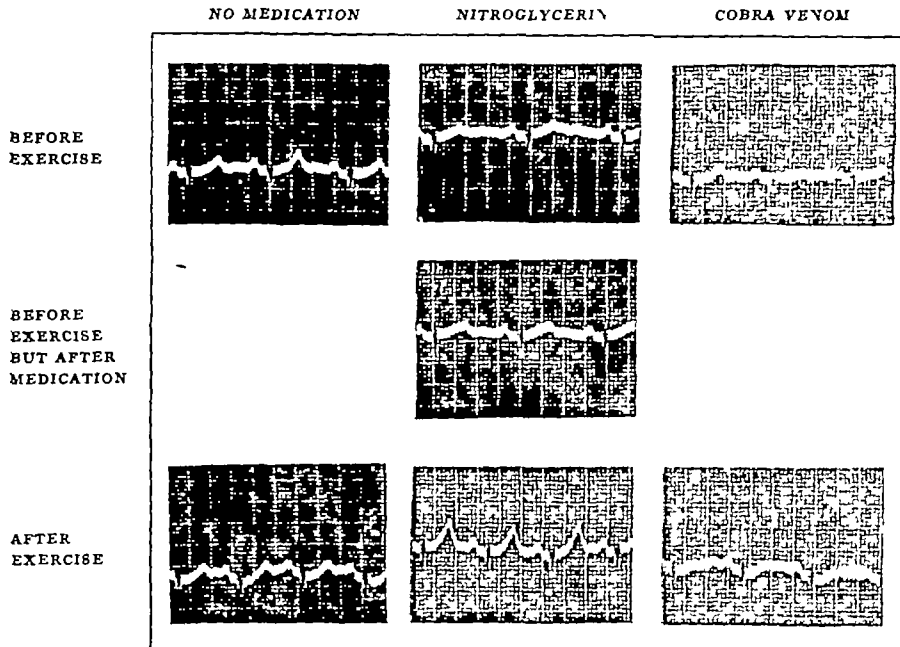 NO MEDICATION
NITROGLYCERIN
COBRA VENOM
BEFORE
EXERCISE
BEFORE
EXERCISE
BUT AFTER
MEDICATION
AFTER
EXERCISE